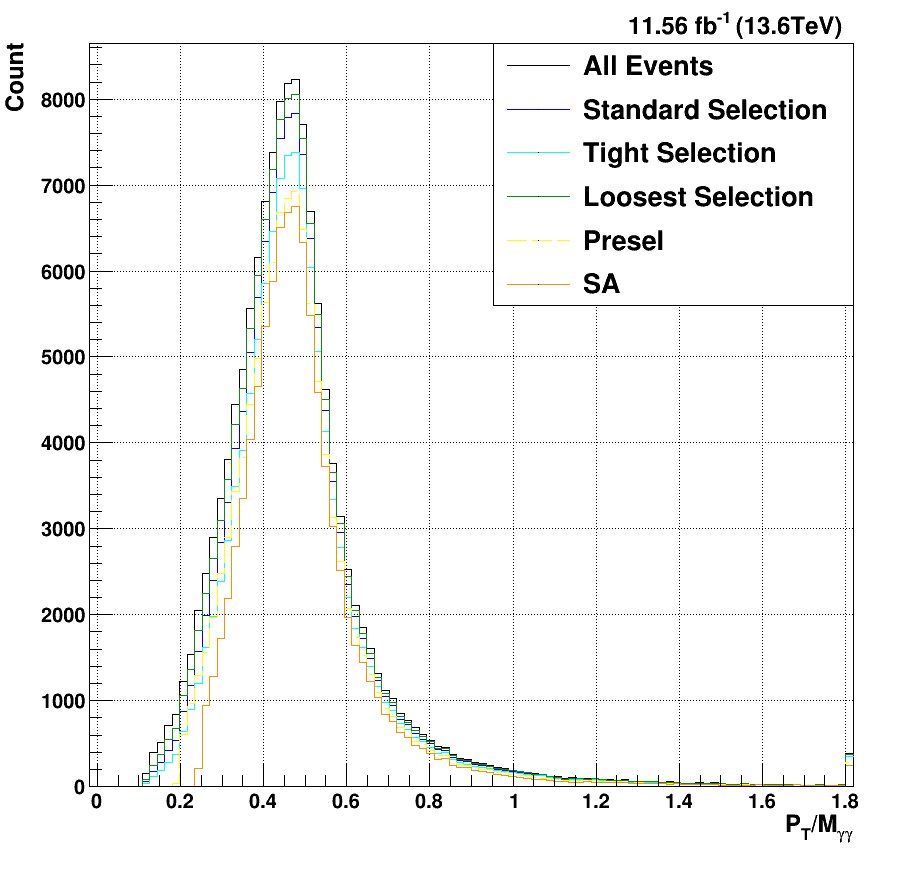 11.56 fb-1 (13.6TeV)
Count
All Events
Standard Selection
Tight Selection
Loosest Selection
Presel
SA
8000
7000
6000
5000
4000
3000
2000
1000
0
0 0.2 0.4 0.6 0.8 1 1.2 1.4 1.6 1.8
PT/Mγγ